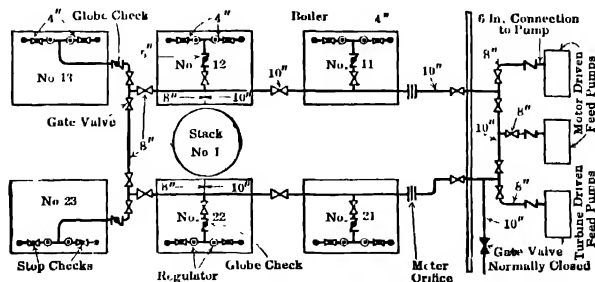 Globe Check
4"
4"
Boiler
4"
6 In. Connection
to Pump
No 13
No. 12
No. 11
5"
10"
10"
8"
8" 10"
Gate Valve
8"
Stack
No 1
10"
8"
Motor Driven
Feed Pumps
No 23
8" 10"
8"
10"
Turbine Driven
Feed Pumps
No. 22
No. 21
Stop Checks
Regulator
Globe Check
Meter
Orifice
Gate Valve
Normally Closed